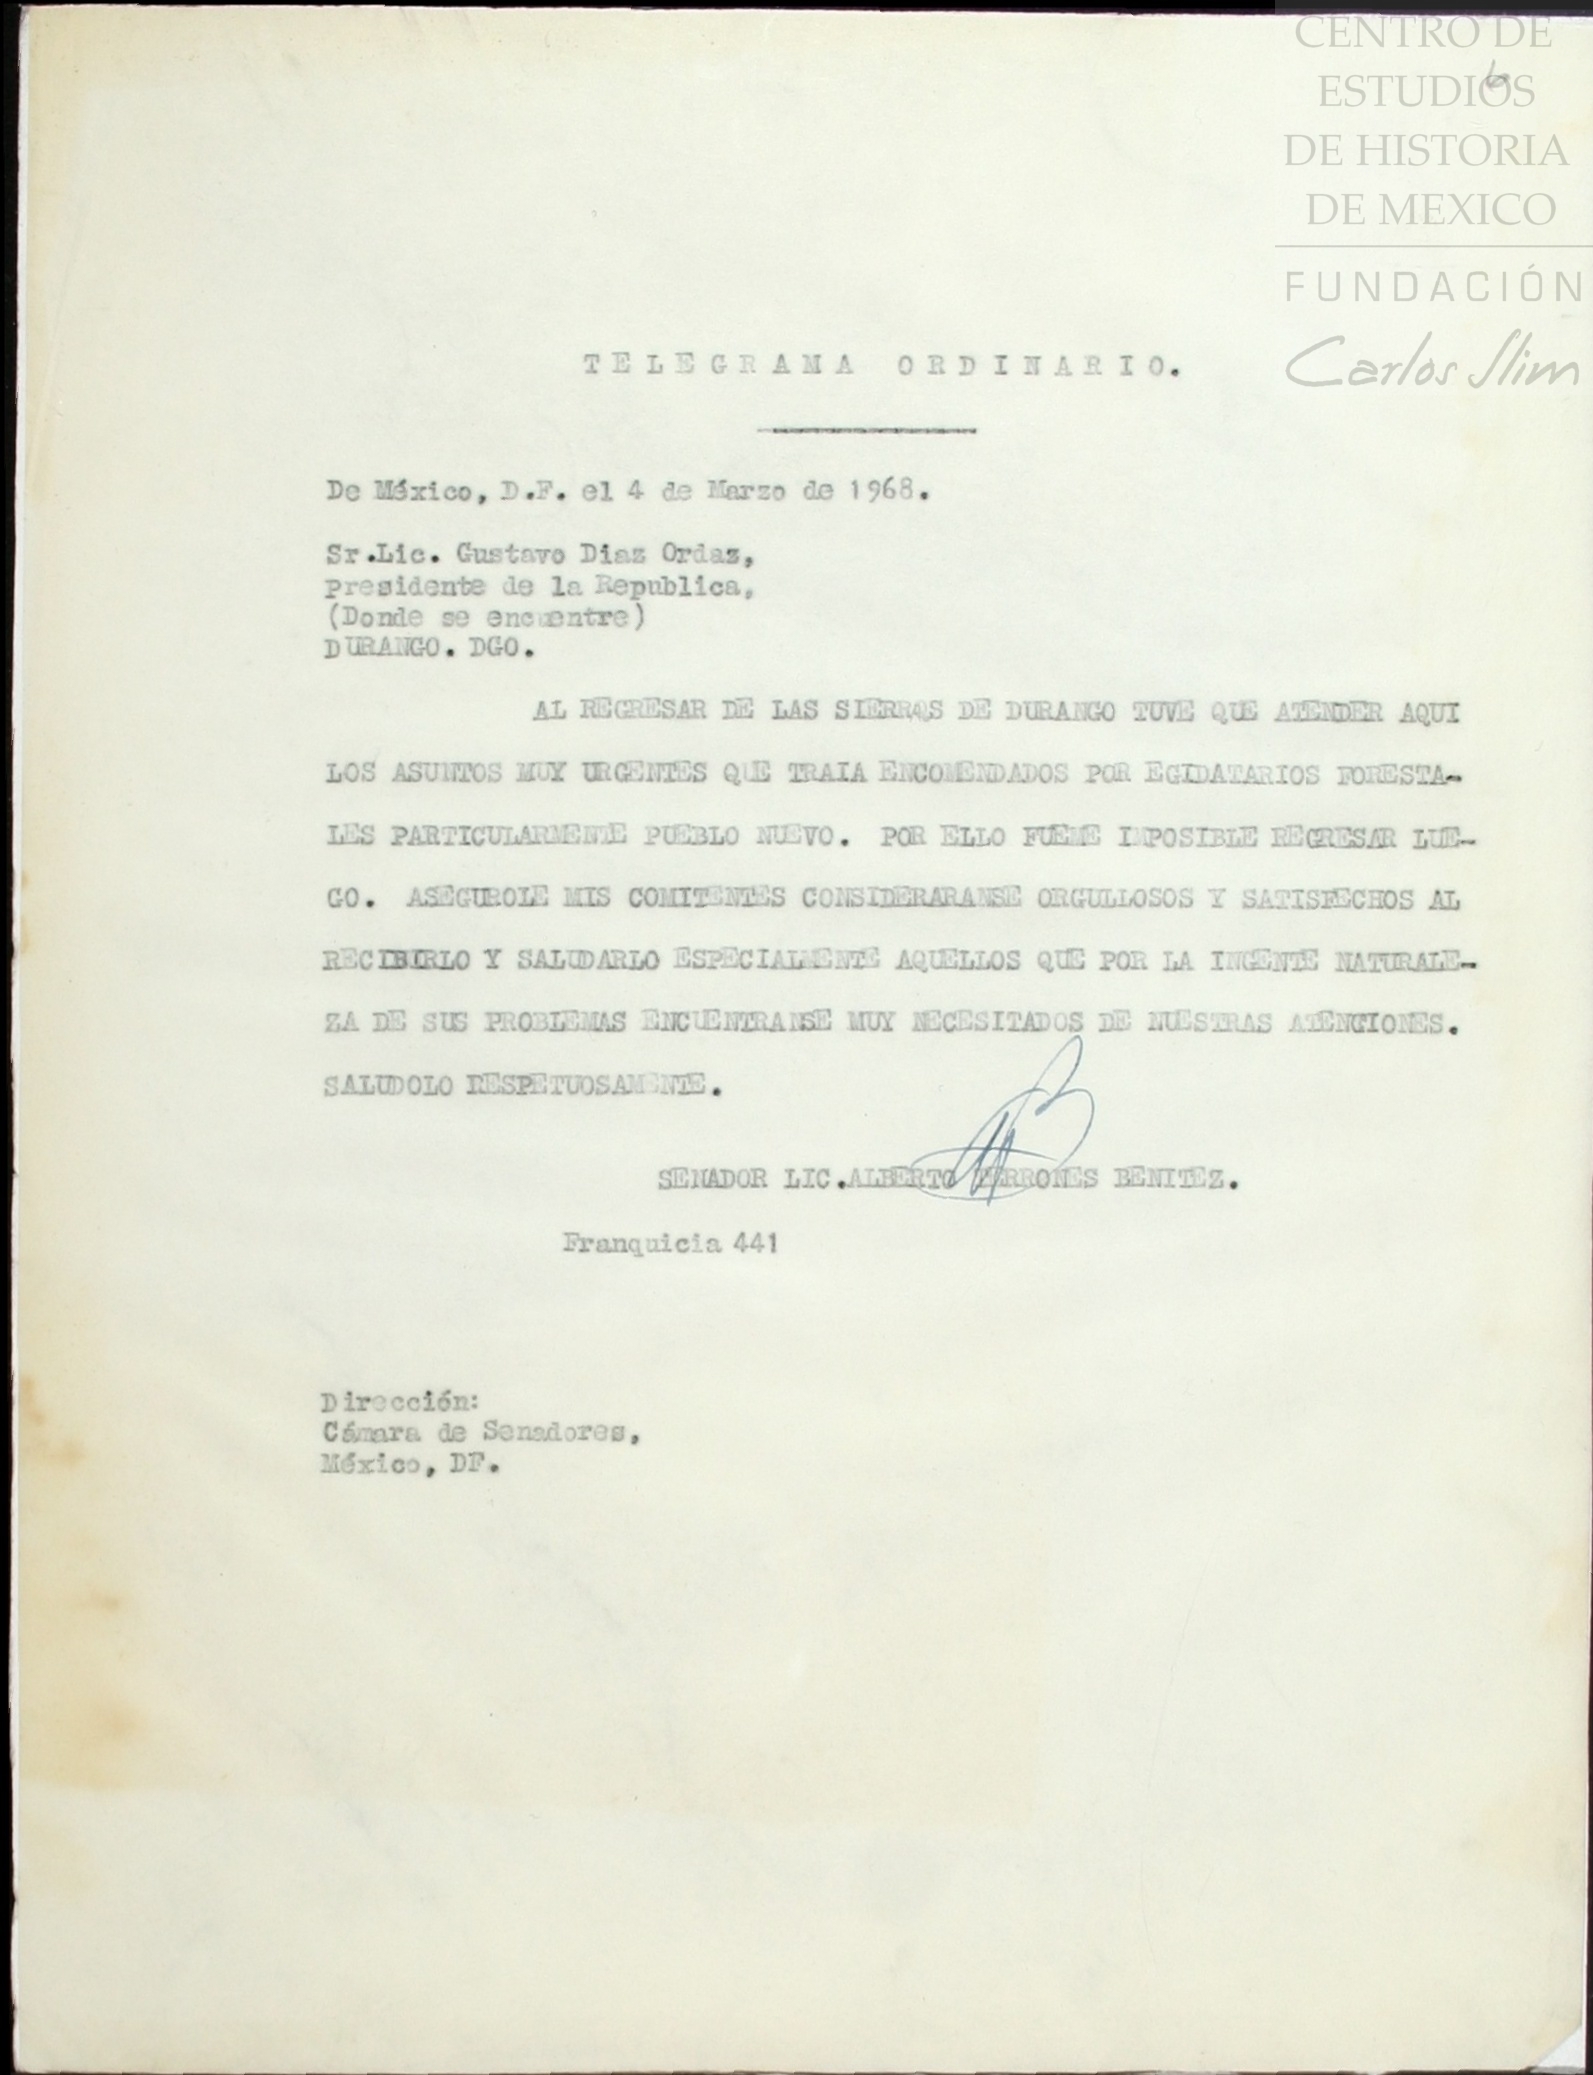 CENTRO DE
ESTUDIOS
DE HISTORIA
DE MEXICO
FUNDACIÓN
Carlos Slim
6
TELEGRAMA ORDINARIO.
De México, D.F. el 4 de Marzo de 1968.
Sr.Lic. Gustavo Diaz Ordaz,
presidente de la Republica,
(Donde se encuentre)
DURANGO. DGO.
AL REGRESAR DE LAS SIERRAS DE DURANGO TUVE QUE ATENDER AQUI
LOS ASUNTOS MUY URGENTES QUE TRAIA ENCOMENDADOS POR EGIDATARIOS FORESTA-
LES PARTICULARMENTE PUEBLO NUEVO. POR ELLO FUEME IMPOSIBLE REGRESAR LUE-
GO. ASEGUROLE MIS COMITENTES CONSIDERARANSE ORGULLOSOS Y SATISFECHOS AL
RECIBIRLO Y SALUDARLO ESPECIALMENTE AQUELLOS QUE POR LA INGENTE NATURALE-
ZA DE SUS PROBLEMAS ENCUENTRANSE MUY NECESITADOS DE NUESTRAS ATENCIONES.
SALUDOLO RESPETUOSAMENTE.
SENADOR LIC.ALBERTO TERRONES BENITEZ.
Franquicia 441
Dirección:
Cámara de Senadores,
México, DF.